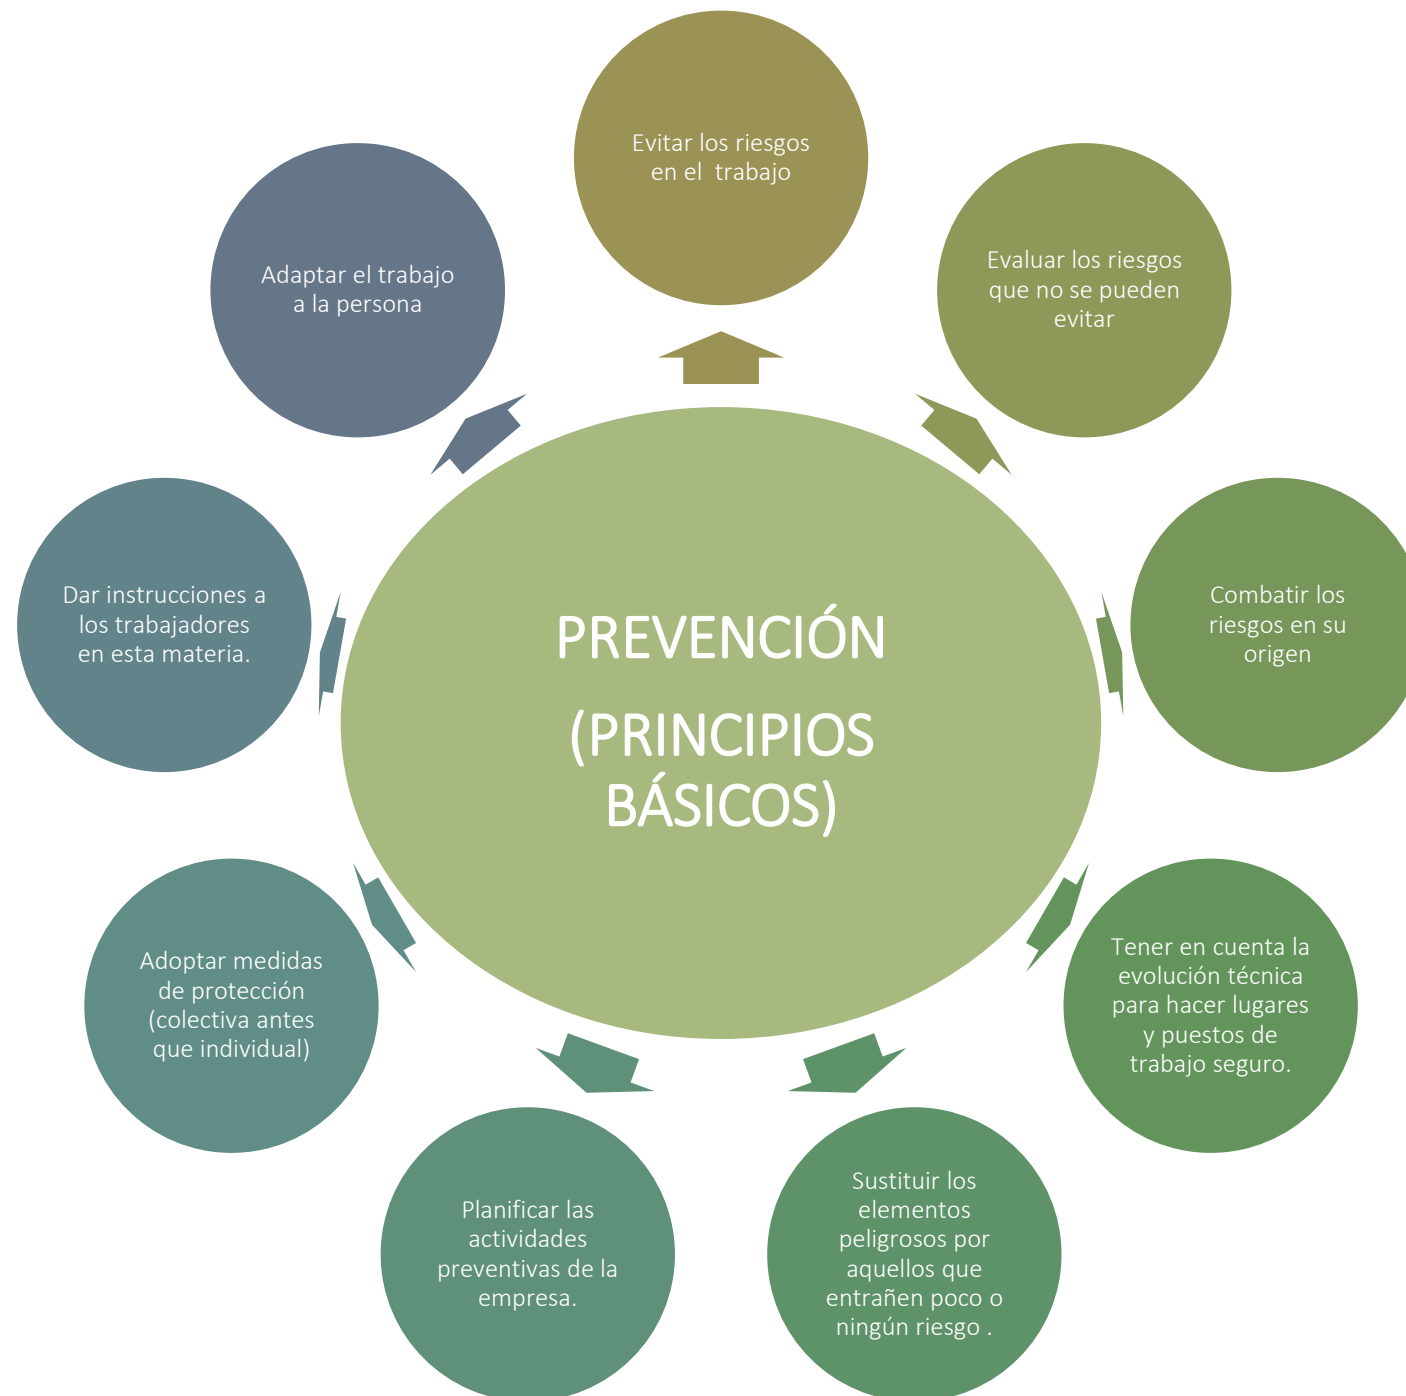 PREVENCIÓN
(PRINCIPIOS
BÁSICOS)
Evitar los riesgos
en el trabajo
Evaluar los riesgos
que no se pueden
evitar
Combatir los
riesgos en su
origen
Tener en cuenta la
evolución técnica
para hacer lugares
y puestos de
trabajo seguro.
Sustituir los
elementos
peligrosos por
aquellos que
entrañen poco o
ningún riesgo .
Planificar las
actividades
preventivas de la
empresa.
Adoptar medidas
de protección
(colectiva antes
que individual)
Dar instrucciones a
los trabajadores
en esta materia.
Adaptar el trabajo
a la persona